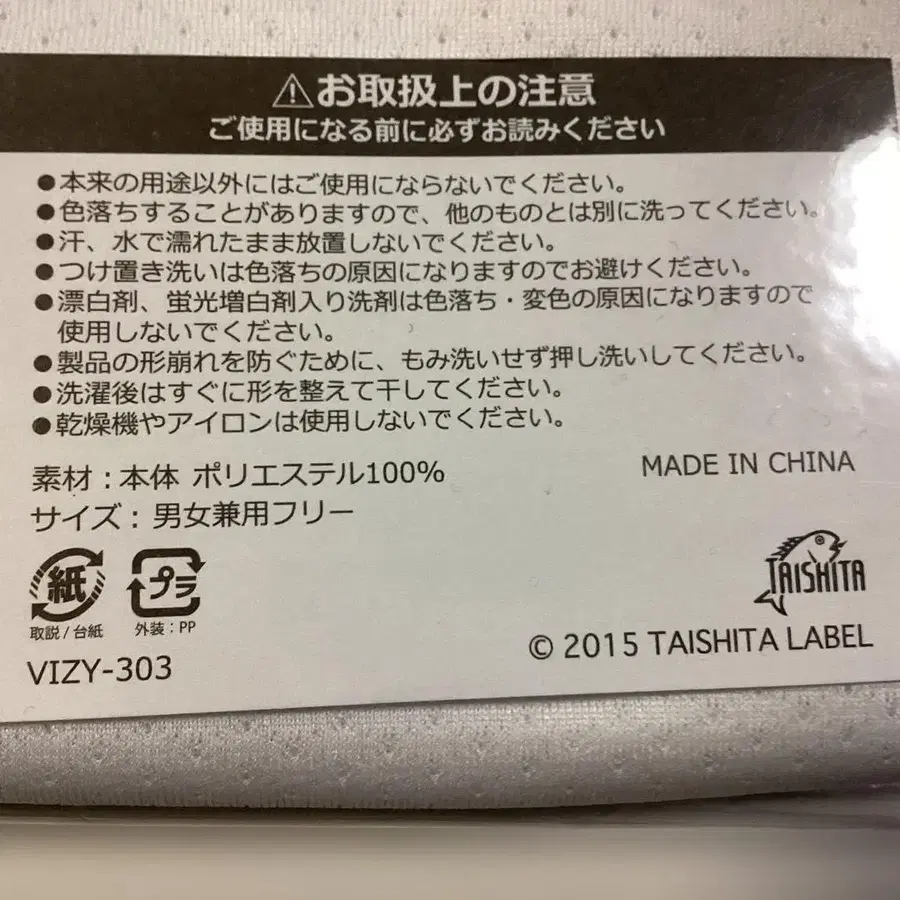 ⚠お取扱上の注意
ご使用になる前に必ずお読みください
●本来の用途以外にはご使用にならないでください。
●色落ちすることがありますので、他のものとは別に洗ってください。
●汗、水で濡れたまま放置しないでください。
●つけ置き洗いは色落ちの原因になりますのでお避けください。
●漂白剤、蛍光増白剤入り洗剤は色落ち・変色の原因になりますので
使用しないでください。
●製品の形崩れを防ぐために、もみ洗いせず押し洗いしてください。
●洗濯後はすぐに形を整えて干してください。
●乾燥機やアイロンは使用しないでください。
素材：本体 ポリエステル100%
MADE IN CHINA
サイズ：男女兼用フリー
紙
プラ
TAISHITA
取説/台紙
外装：PP
© 2015 TAISHITA LABEL
VIZY-303